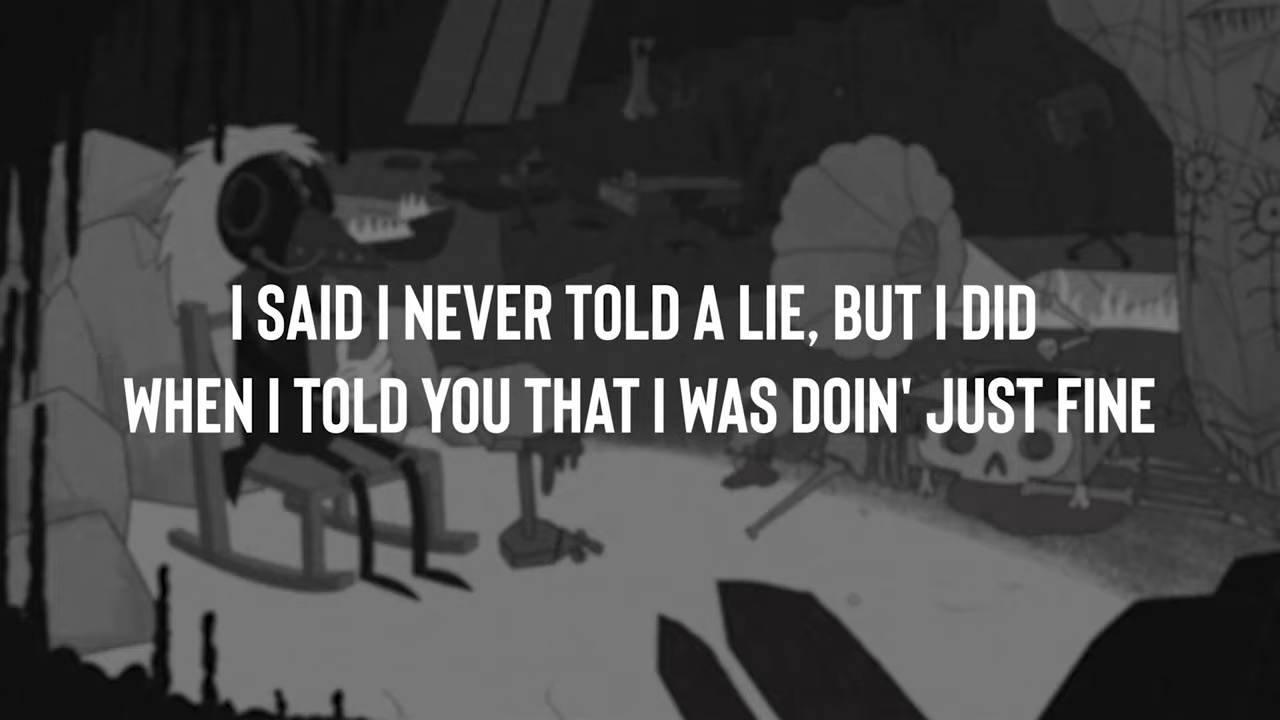 I SAID I NEVER TOLD A LIE, BUT I DID
WHEN I TOLD YOU THAT I WAS DOIN' JUST FINE